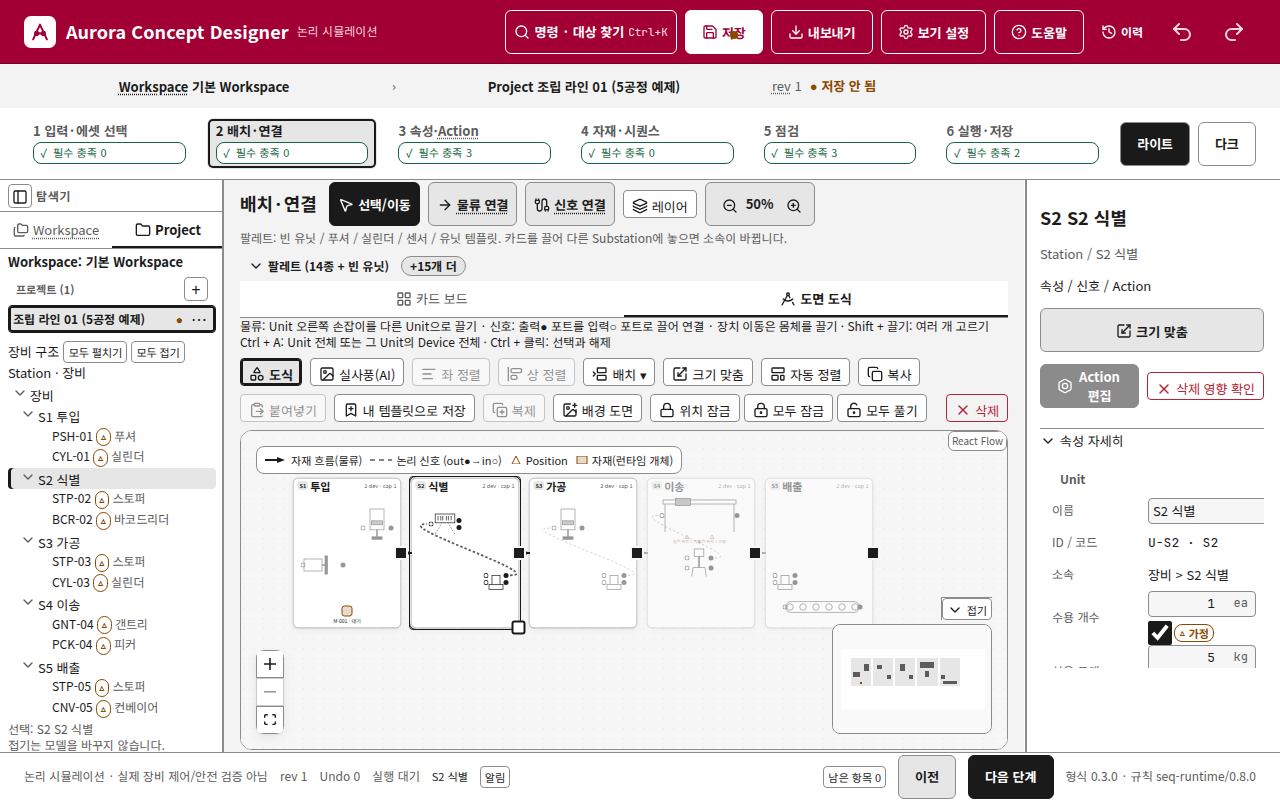 Aurora Concept Designer 논리 시뮬레이션
명령 · 대상 찾기 Ctrl+K
내보내기
보기 설정
도움말
이력
Workspace 기본 Workspace › Project 조립 라인 01 (5공정 예제) rev 1 ● 저장 안 됨
1 입력·에셋 선택
✓ 필수 충족 0
2 배치·연결
✓ 필수 충족 0
3 속성·Action
✓ 필수 충족 3
4 자재·시퀀스
✓ 필수 충족 0
5 점검
✓ 필수 충족 3
6 실행·저장
✓ 필수 충족 2
라이트
다크
탐색기
Workspace
Project
Workspace: 기본 Workspace
프로젝트 (1)
+
조립 라인 01 (5공정 예제) ● ···
장비 구조 모두 펼치기 모두 접기
Station · 장비
장비
S1 투입
PSH-01 푸셔
CYL-01 실린더
S2 식별
STP-02 스토퍼
BCR-02 바코드리더
S3 가공
STP-03 스토퍼
CYL-03 실린더
S4 이송
GNT-04 갠트리
PCK-04 피커
S5 배출
STP-05 스토퍼
CNV-05 컨베이어
선택: S2 S2 식별
접기는 모델을 바꾸지 않습니다.
배치·연결
선택/이동
물류 연결
신호 연결
레이어
50%
팔레트: 빈 유닛 / 푸셔 / 실린더 / 센서 / 유닛 템플릿. 카드를 끌어 다른 Substation에 놓으면 소속이 바뀝니다.
팔레트 (14종 + 빈 유닛)
+15개 더
카드 보드
도면 도식
물류: Unit 오른쪽 손잡이를 다른 Unit으로 끌기 · 신호: 출력● 포트를 입력○ 포트로 끌어 연결 · 장치 이동은 몸체를 끌기 · Shift + 끌기: 여러 개 고르기
Ctrl + A: Unit 전체 또는 그 Unit의 Device 전체 · Ctrl + 클릭: 선택과 해제
도식
실사풍(AI)
좌 정렬
상 정렬
배치 ▾
크기 맞춤
자동 정렬
복사
붙여넣기
내 템플릿으로 저장
복제
배경 도면
위치 잠금
모두 잠금
모두 풀기
삭제
React Flow
자재 흐름(물류) 논리 신호 (out●→in○) △ Position 자재(런타임 개체)
S1 투입 2 dev · cap 1
S2 식별 2 dev · cap 1
S3 가공 2 dev · cap 1
S4 이송 2 dev · cap 1
S5 배출 2 dev · cap 1
M-001 · 대기
접기
S2 S2 식별
Station / S2 식별
속성 / 신호 / Action
크기 맞춤
Action
편집
삭제 영향 확인
속성 자세히
Unit
이름 S2 식별
ID / 코드 U-S2 · S2
소속 장비 > S2 식별
수용 개수 1 ea
△ 가정
5 kg
논리 시뮬레이션 · 실제 장비 제어/안전 검증 아님 rev 1 Undo 0 실행 대기 S2 식별 알림
남은 항목 0
이전
다음 단계
형식 0.3.0 · 규칙 seq-runtime/0.8.0